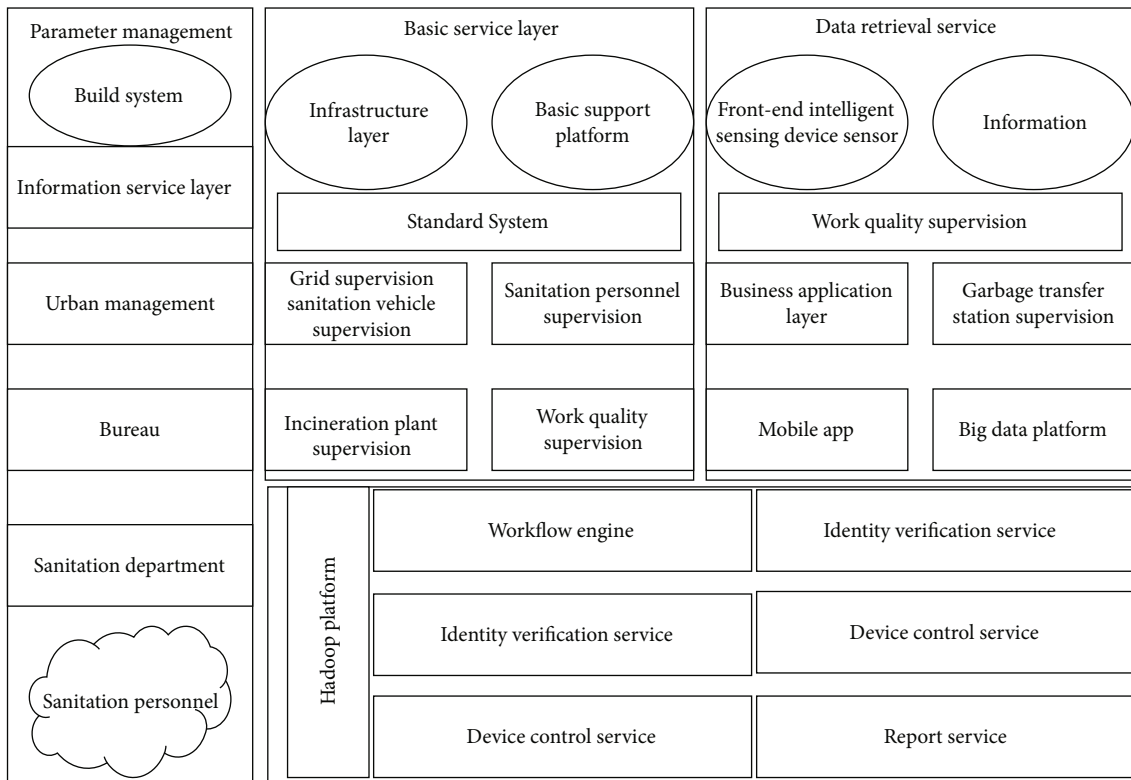 Parameter management
Build system
Information service layer
Urban management
Bureau
Sanitation department
Sanitation personnel
Basic service layer
Infrastructure
layer
Basic support
platform
Standard System
Grid supervision
sanitation vehicle
supervision
Sanitation personnel
supervision
Incineration plant
supervision
Work quality
supervision
Data retrieval service
Front-end intelligent
sensing device sensor
Information
Work quality supervision
Business application
layer
Garbage transfer
station supervision
Mobile app
Big data platform
Hadoop platform
Workflow engine
Identity verification service
Identity verification service
Device control service
Device control service
Report service